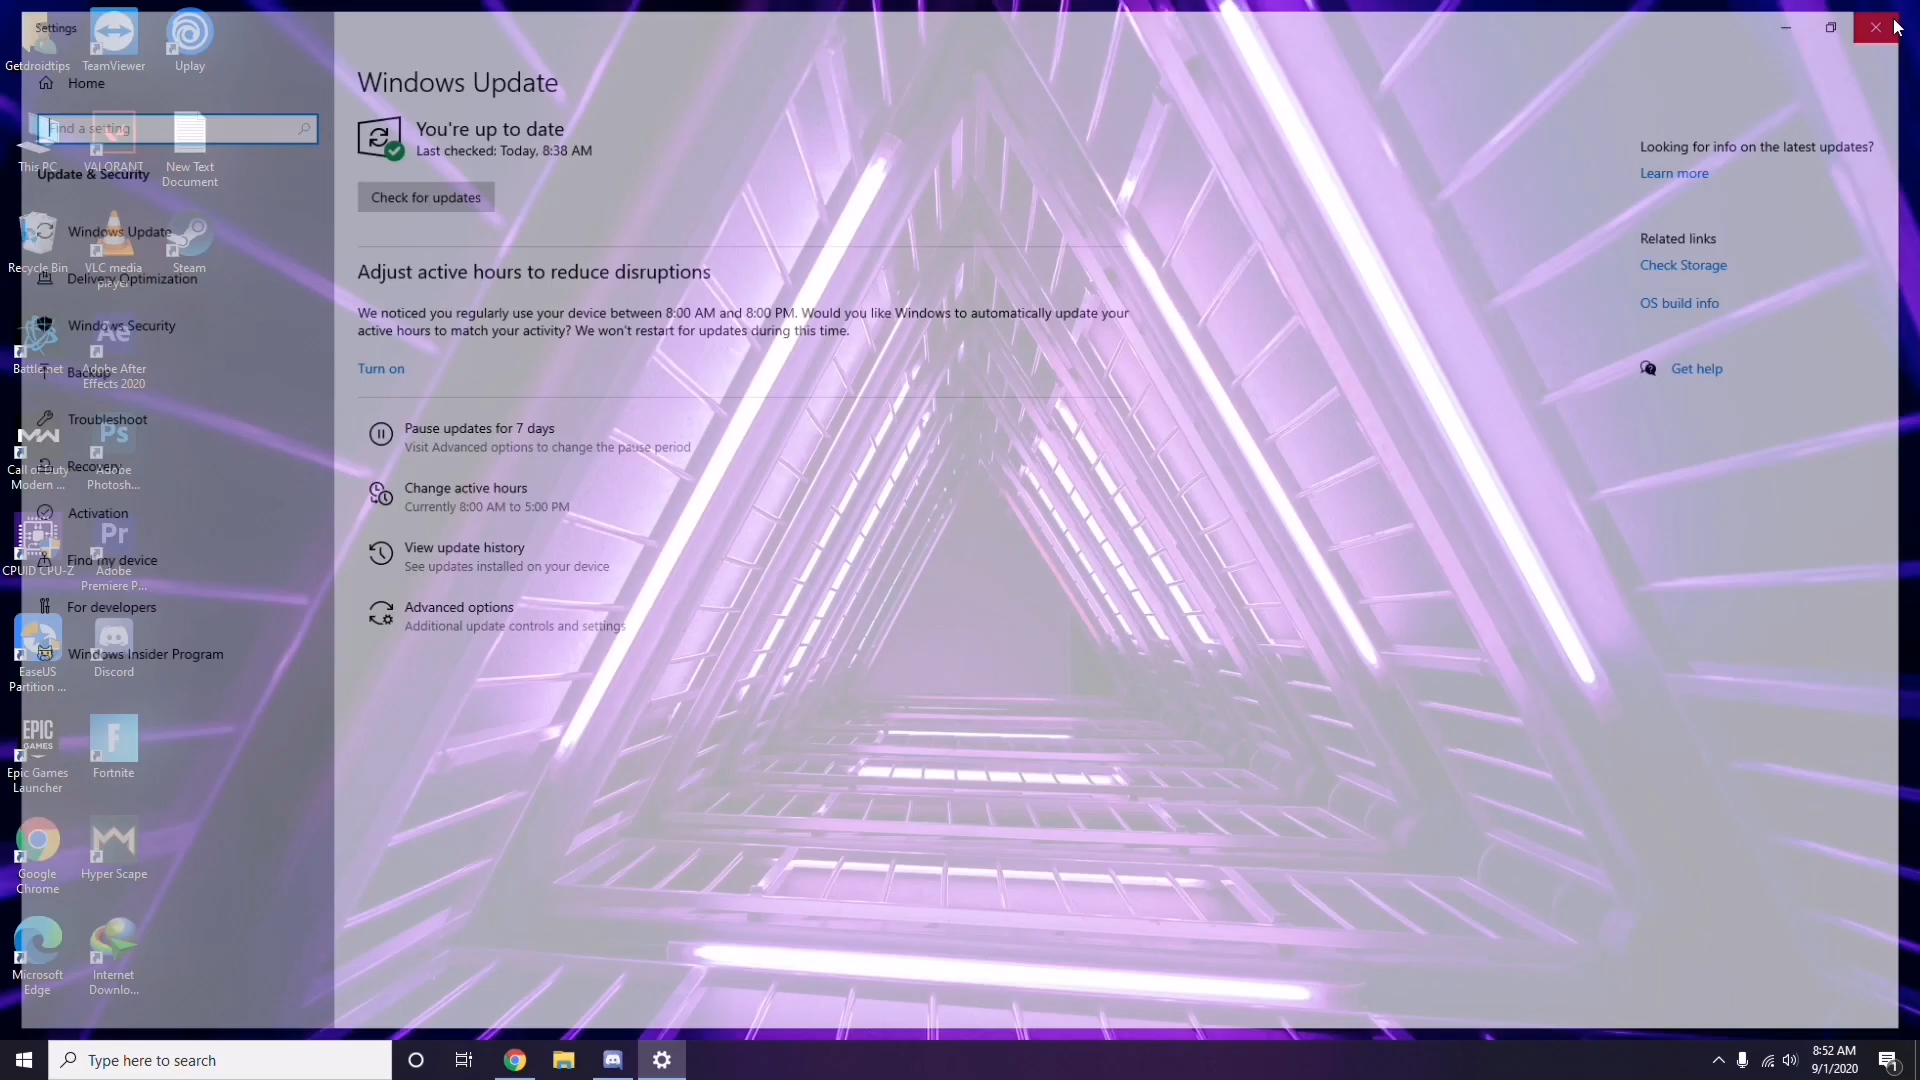 Settings
Home
Find a setting
Update & Security
Windows Update
Delivery Optimization
Windows Security
Backup
Troubleshoot
Recovery
Activation
Find my device
For developers
Windows Insider Program
Getdroidtips
TeamViewer
Uplay
This PC
VALORANT
New Text
Document
Recycle Bin
VLC media
player
Steam
Battle.net
Ae
Adobe After
Effects 2020
Call of Duty
Modern ...
Ps
Adobe
Photosh...
CPUID CPU-Z
Pr
Adobe
Premiere P...
EaseUS
Partition ...
Discord
EPIC
GAMES
Epic Games
Launcher
F
Fortnite
Google
Chrome
Hyper Scape
Microsoft
Edge
Internet
Downlo...
Windows Update
You're up to date
Last checked: Today, 8:38 AM
Check for updates
Adjust active hours to reduce disruptions
We noticed you regularly use your device between 8:00 AM and 8:00 PM. Would you like Windows to automatically update your
active hours to match your activity? We won't restart for updates during this time.
Turn on
Pause updates for 7 days
Visit Advanced options to change the pause period
Change active hours
Currently 8:00 AM to 5:00 PM
View update history
See updates installed on your device
Advanced options
Additional update controls and settings
Looking for info on the latest updates?
Learn more
Related links
Check Storage
OS build info
Get help
Type here to search
8:52 AM
9/1/2020
1